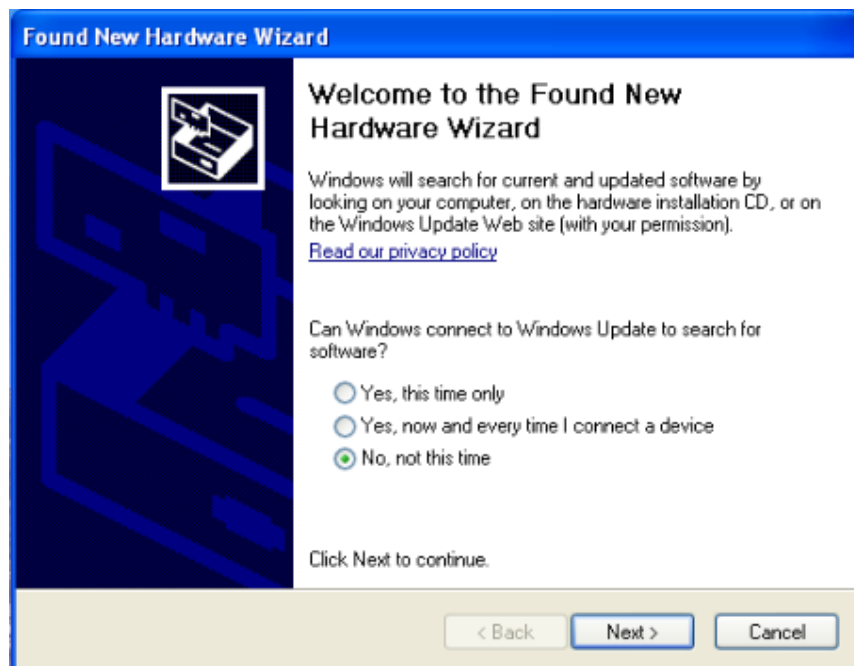 Found New Hardware Wizard
Welcome to the Found New
Hardware Wizard
Windows will search for current and updated software by
looking on your computer, on the hardware installation CD, or on
the Windows Update Web site (with your permission).
Read our privacy policy
Can Windows connect to Windows Update to search for
software?
Yes, this time only
Yes, now and every time I connect a device
No, not this time
Click Next to continue.
< Back
Next >
Cancel